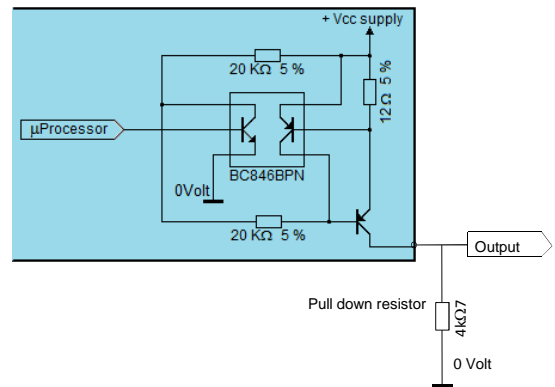 + Vcc supply
20 KΩ 5 %
12Ω 5 %
µProcessor
BC846BPN
0Volt
20 KΩ 5 %
Output
Pull down resistor
4kΩ7
0 Volt